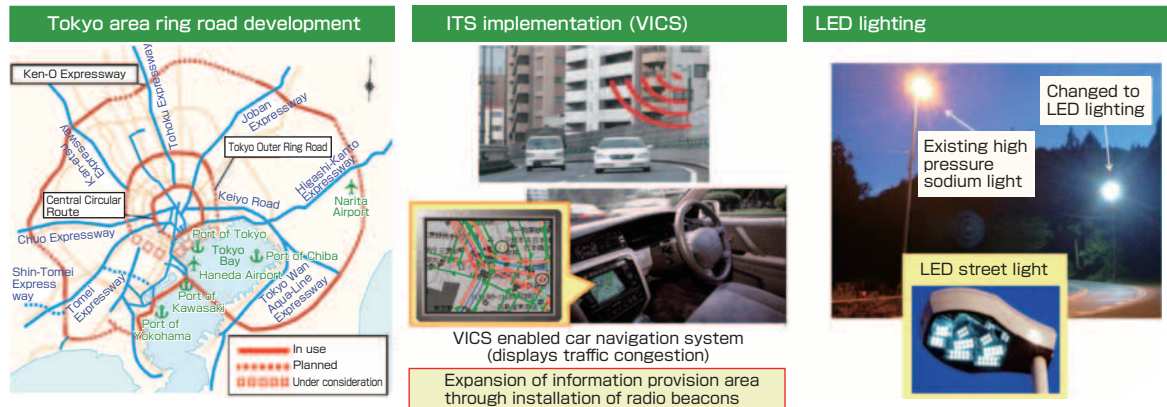 Tokyo area ring road development
Ken-O Expressway
Tohoku Expressway
Joban
Expressway
Kan-etsu
Expressway
Tokyo Outer Ring Road
Higashi-Kanto
Expressway
Keiyo Road
Narita
Airport
Central Circular
Route
Chuo Expressway
Port of Tokyo
Tokyo
Bay
Port of Chiba
Haneda Airport
Shin-Tomei
Express
way
Tomei
Expressway
Port of
Kawasaki
Tokyo Wan
Aqua-Line
Expressway
Port of
Yokohama
In use
Planned
Under consideration
ITS implementation (VICS)
VICS enabled car navigation system
(displays traffic congestion)
Expansion of information provision area
through installation of radio beacons
LED lighting
Changed to
LED lighting
Existing high
pressure
sodium light
LED street light